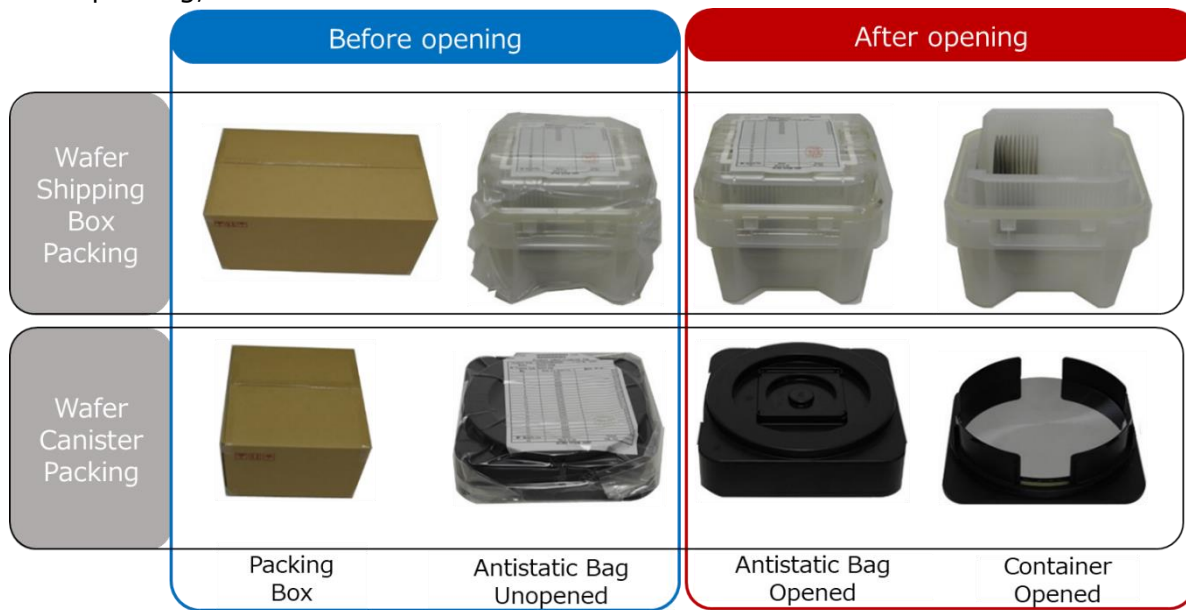 Before opening
After opening
Wafer
Shipping
Box
Packing
Wafer
Canister
Packing
Packing
Box
Antistatic Bag
Unopened
Antistatic Bag
Opened
Container
Opened